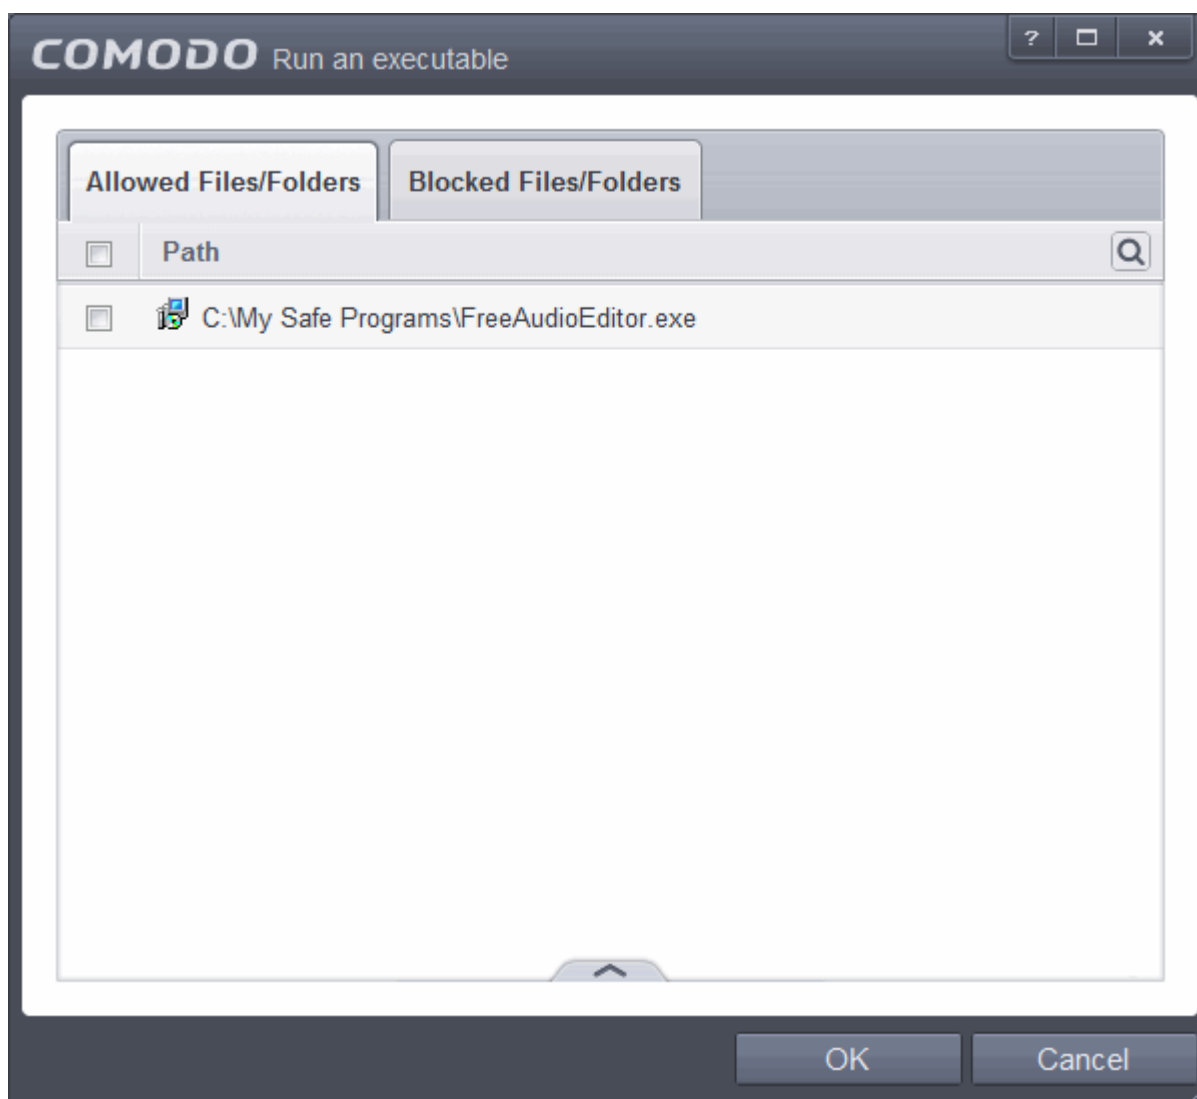 COMODO Run an executable ?
Allowed Files/Folders Blocked Files/Folders
Path
C:\My Safe Programs\FreeAudioEditor.exe
OK Cancel